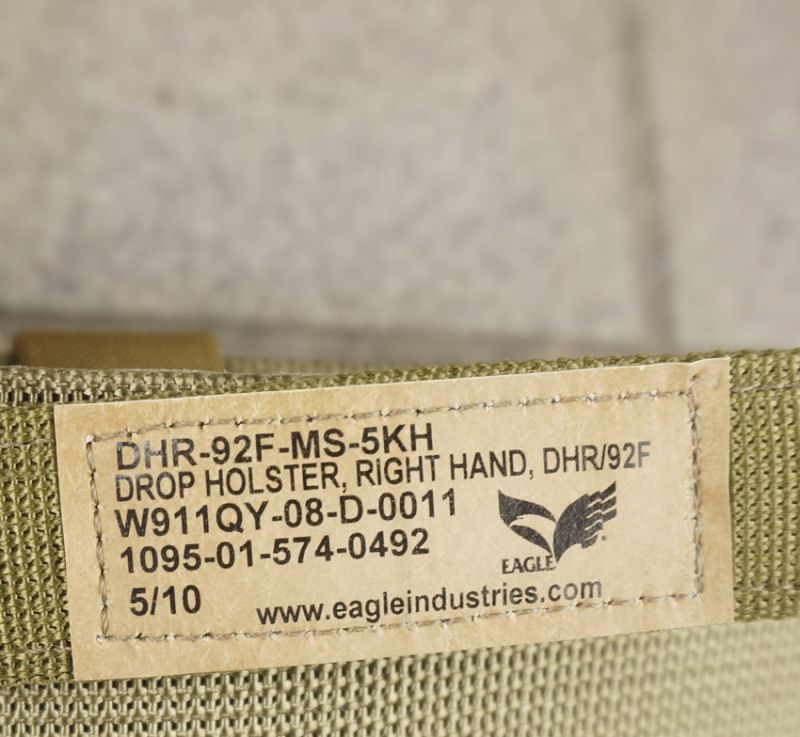 DHR-92F-MS-5KH
DROP HOLSTER, RIGHT HAND, DHR/92F
W911QY-08-D-0011
1095-01-574-0492
EAGLE
5/10
www.eagleindustries.com